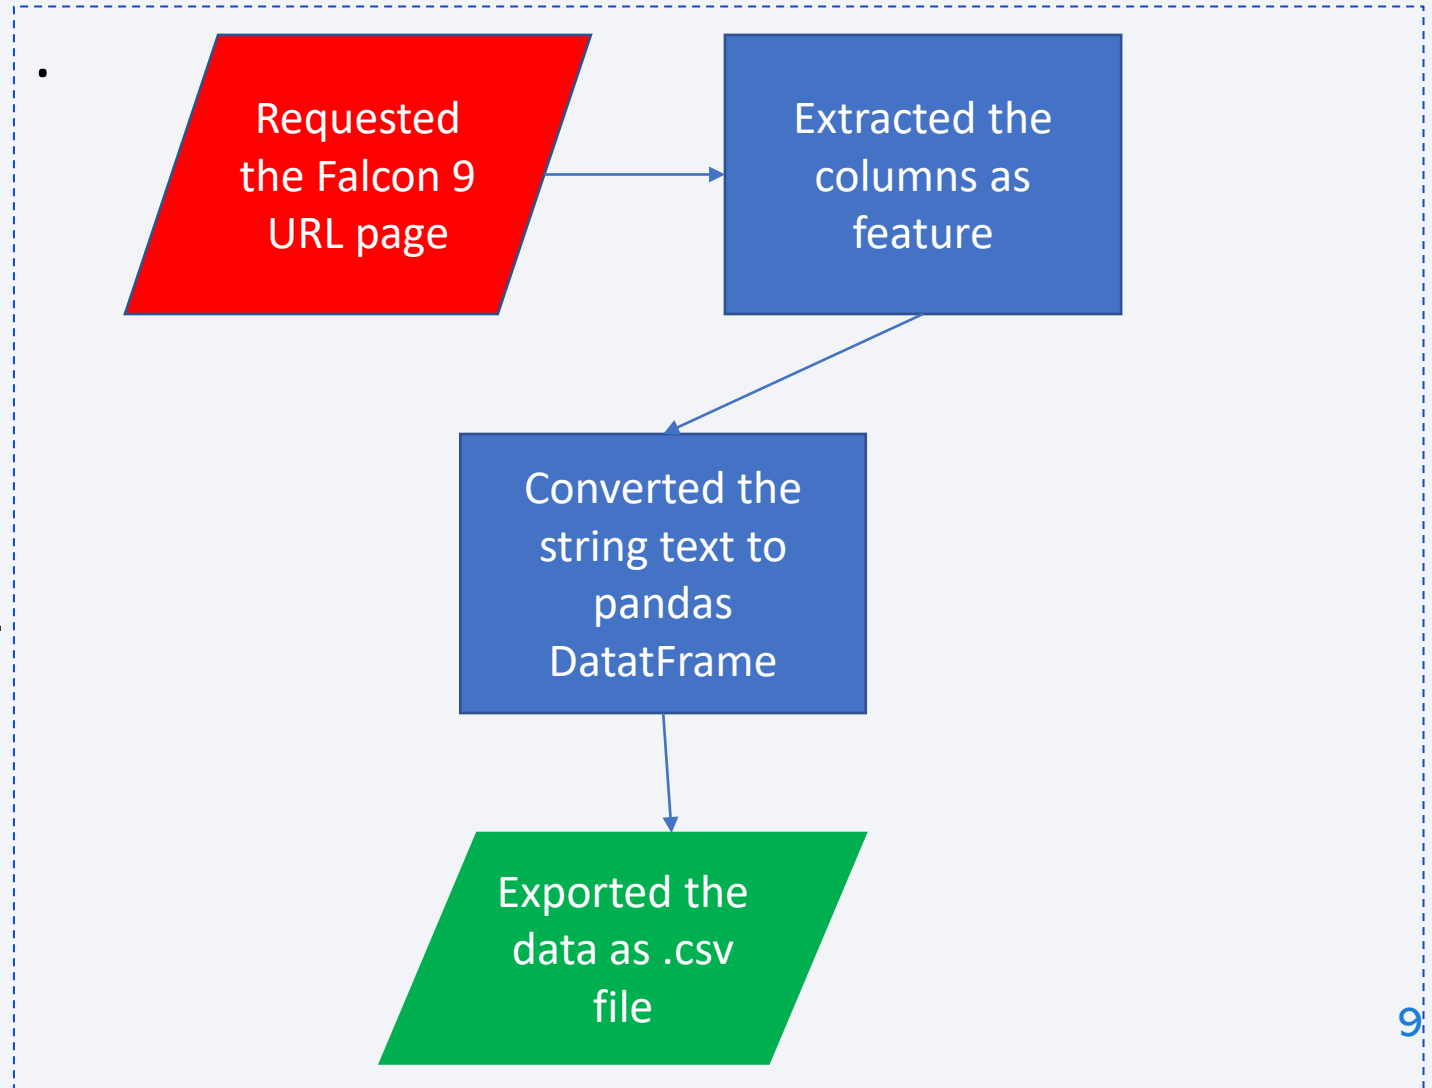 Requested
the Falcon 9
URL page
Extracted the
columns as
feature
Converted the
string text to
pandas
DatatFrame
Exported the
data as .csv
file
9